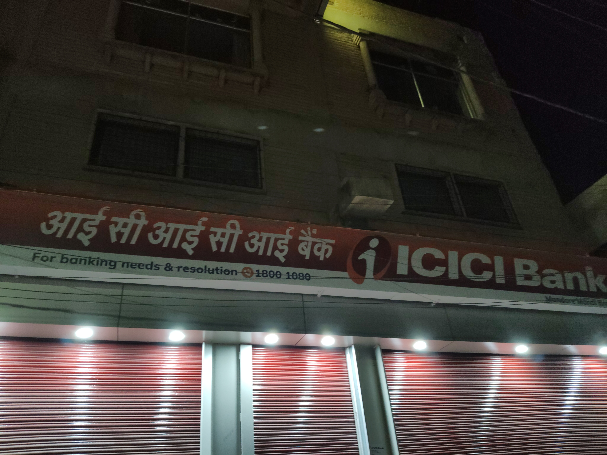 आई सी आई सी आई बैंक
ICICI Bank
For banking needs & resolution 1800 1080